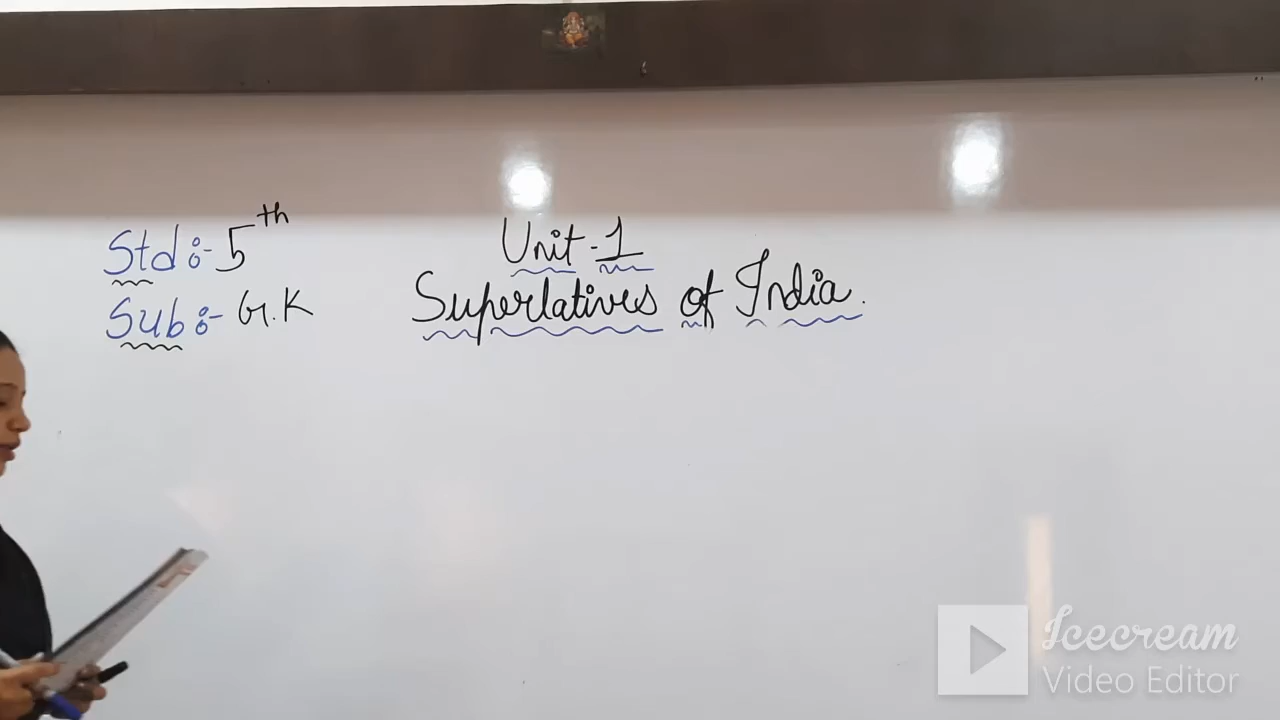 Std :- 5th
Sub :- G.K
Unit - 1
Superlatives of India.
Icecream
Video Editor